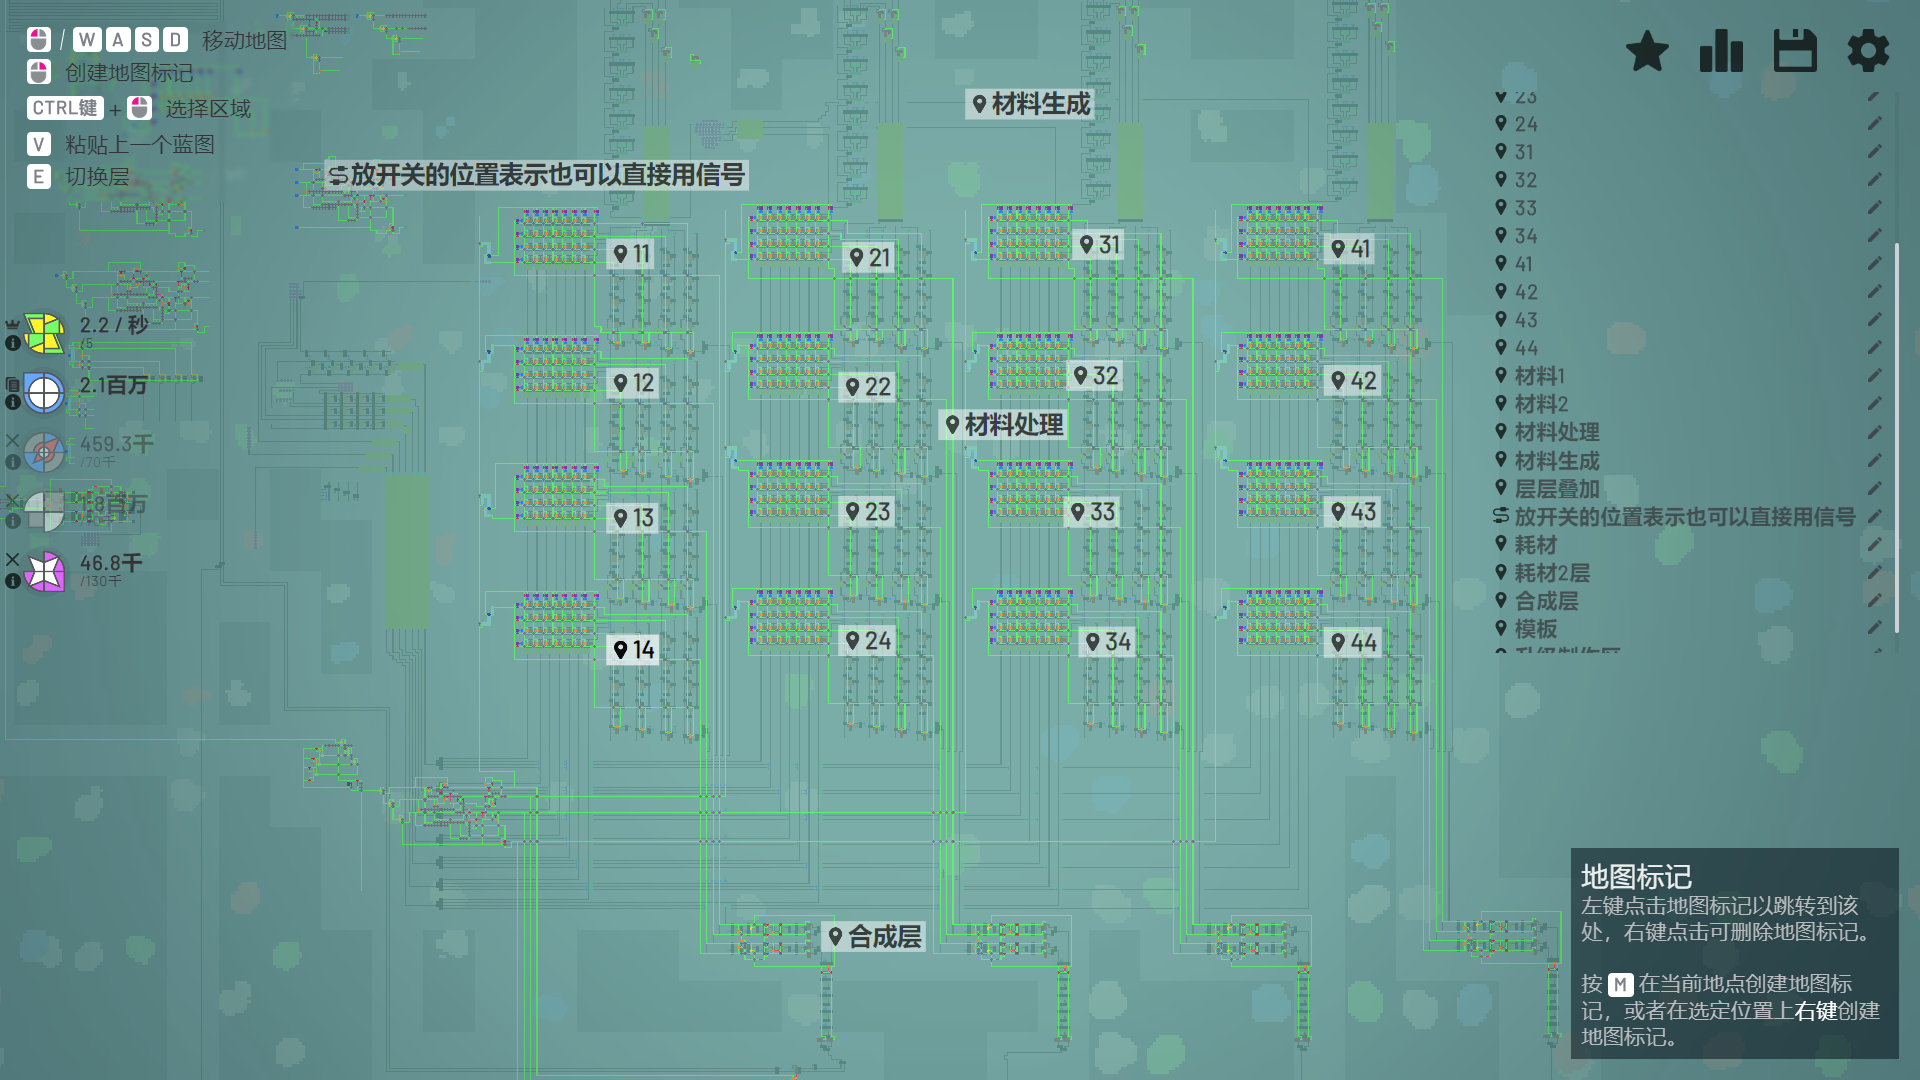 / W A S D 移动地图
创建地图标记
CTRL键 + 选择区域
V 粘贴上一个蓝图
E 切换层
放开关的位置表示也可以直接用信号
材料生成
11
21
31
41
12
22
32
42
材料处理
13
23
33
43
14
24
34
44
合成层
2.2 / 秒
/5
2.1百万
459.3千
/70千
1.8百万
46.8千
/130千
23
24
31
32
33
34
41
42
43
44
材料1
材料2
材料处理
材料生成
层层叠加
放开关的位置表示也可以直接用信号
耗材
耗材2层
合成层
模板
升级制作区
地图标记
左键点击地图标记以跳转到该
处，右键点击可删除地图标记。
按 M 在当前地点创建地图标
记，或者在选定位置上右键创建
地图标记。